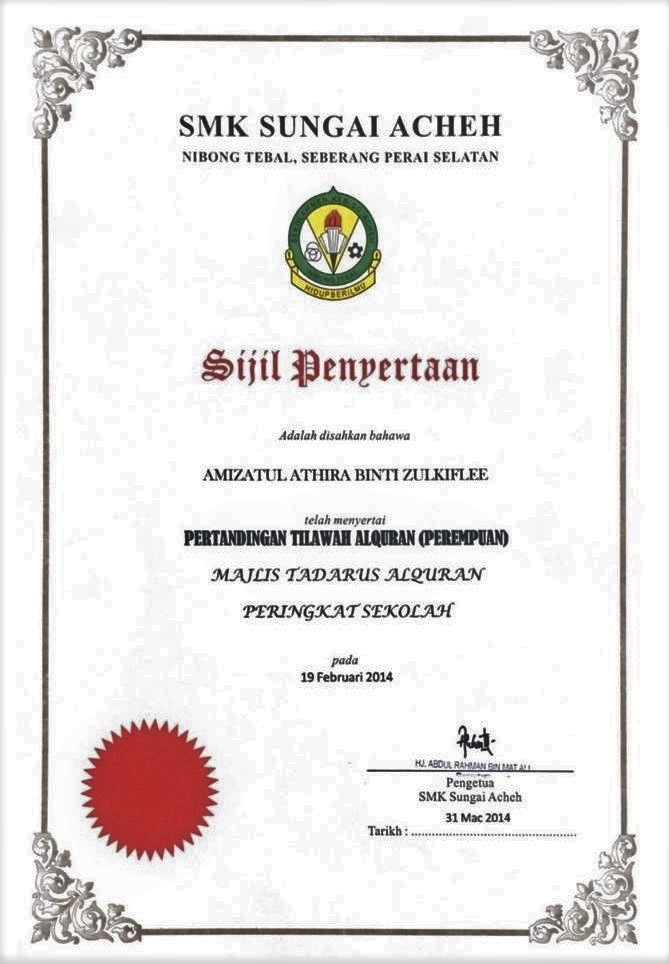 SMK SUNGAI ACHEH
NIBONG TEBAL, SEBERANG PERAI SELATAN
HIDUP BERILMU
Sijil Penyertaan
Adalah disahkan bahawa
AMIZATUL ATHIRA BINTI ZULKIFLEE
telah menyertai
PERTANDINGAN TILAWAH ALQURAN (PEREMPUAN)
MAJLIS TADARUS ALQURAN
PERINGKAT SEKOLAH
pada
19 Februari 2014
HJ. ABDUL RAHMAN BIN MAT ALI
Pengetua
SMK Sungai Acheh
31 Mac 2014
Tarikh : ................................................